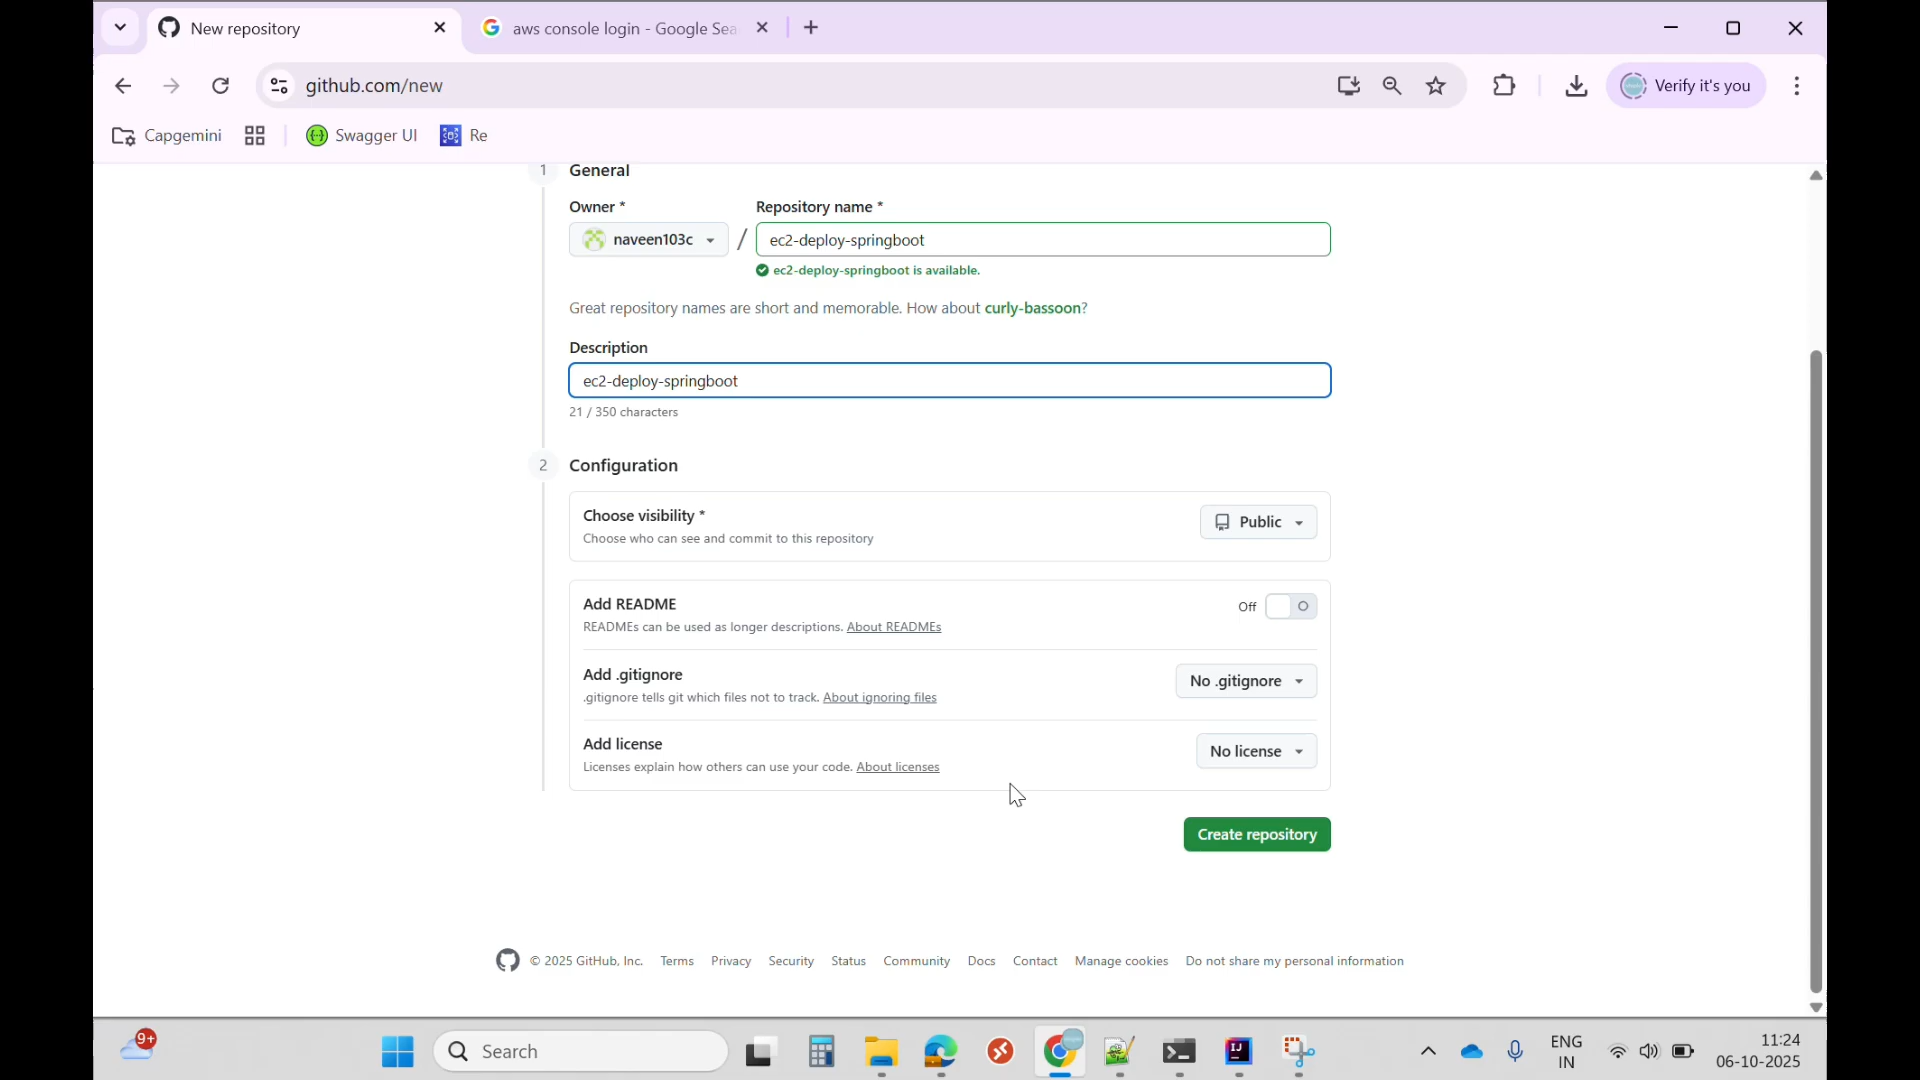 New repository
aws console login - Google Sea
github.com/new
Verify it's you
Capgemini
Swagger UI
Re
1 General
Owner *
Repository name *
naveen103c / ec2-deploy-springboot
ec2-deploy-springboot is available.
Great repository names are short and memorable. How about curly-bassoon?
Description
ec2-deploy-springboot
21 / 350 characters
2 Configuration
Choose visibility *
Choose who can see and commit to this repository
Public
Add README
READMEs can be used as longer descriptions. About READMEs
Off
Add .gitignore
.gitignore tells git which files not to track. About ignoring files
No .gitignore
Add license
Licenses explain how others can use your code. About licenses
No license
Create repository
© 2025 GitHub, Inc. Terms Privacy Security Status Community Docs Contact Manage cookies Do not share my personal information
9+
Search
IJ
ENG
IN
11:24
06-10-2025